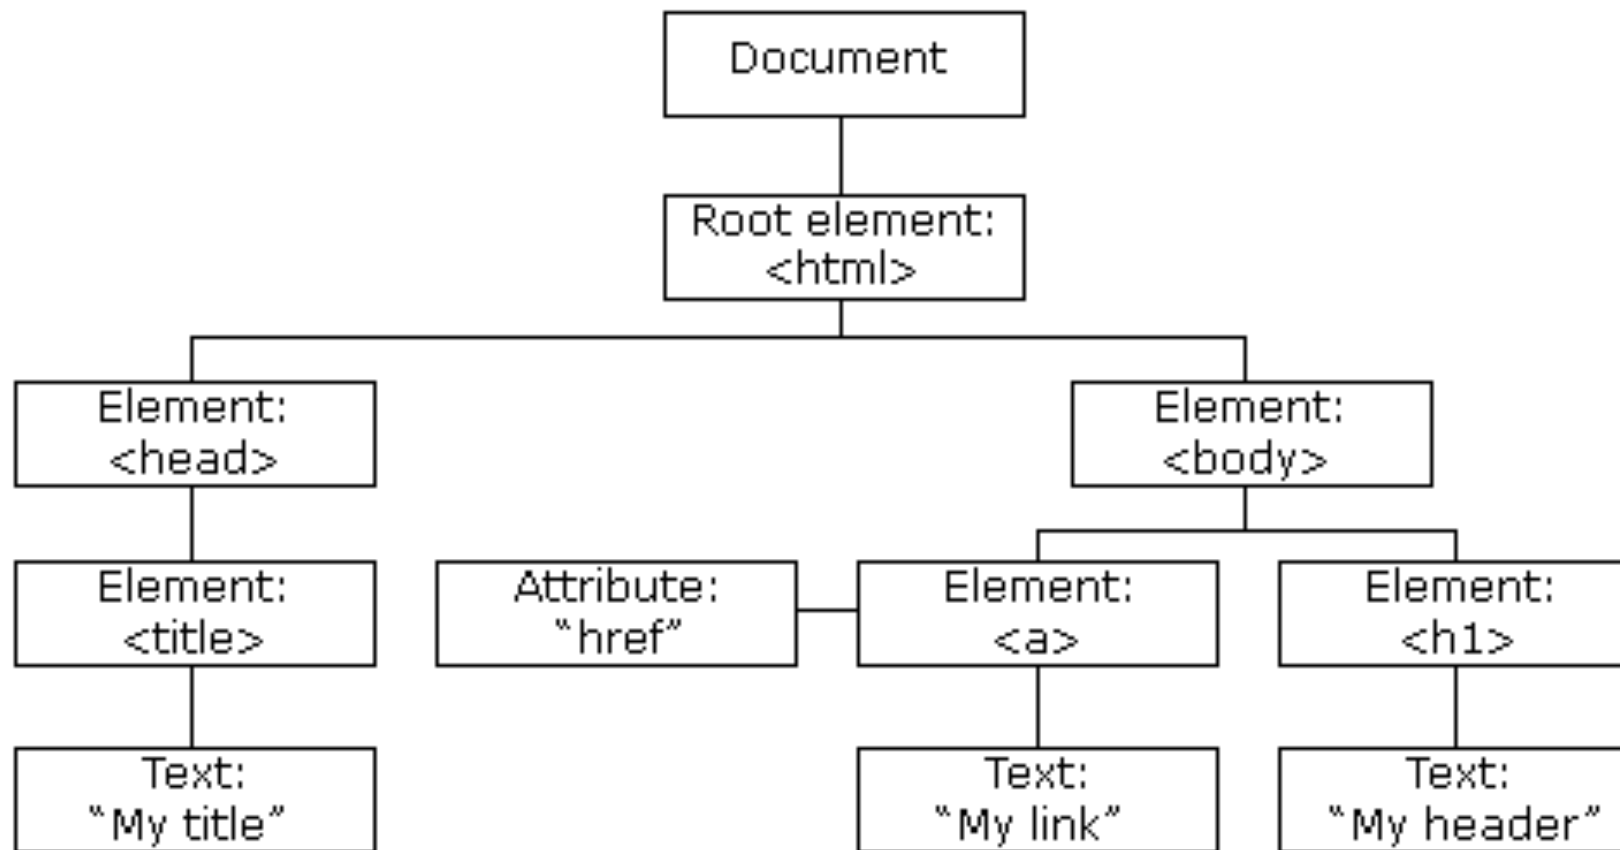 Document
Root element:
<html>
Element:
<head>
Element:
<body>
Element:
<title>
Attribute:
“href”
Element:
<a>
Element:
<h1>
Text:
“My title”
Text:
“My link”
Text:
“My header”